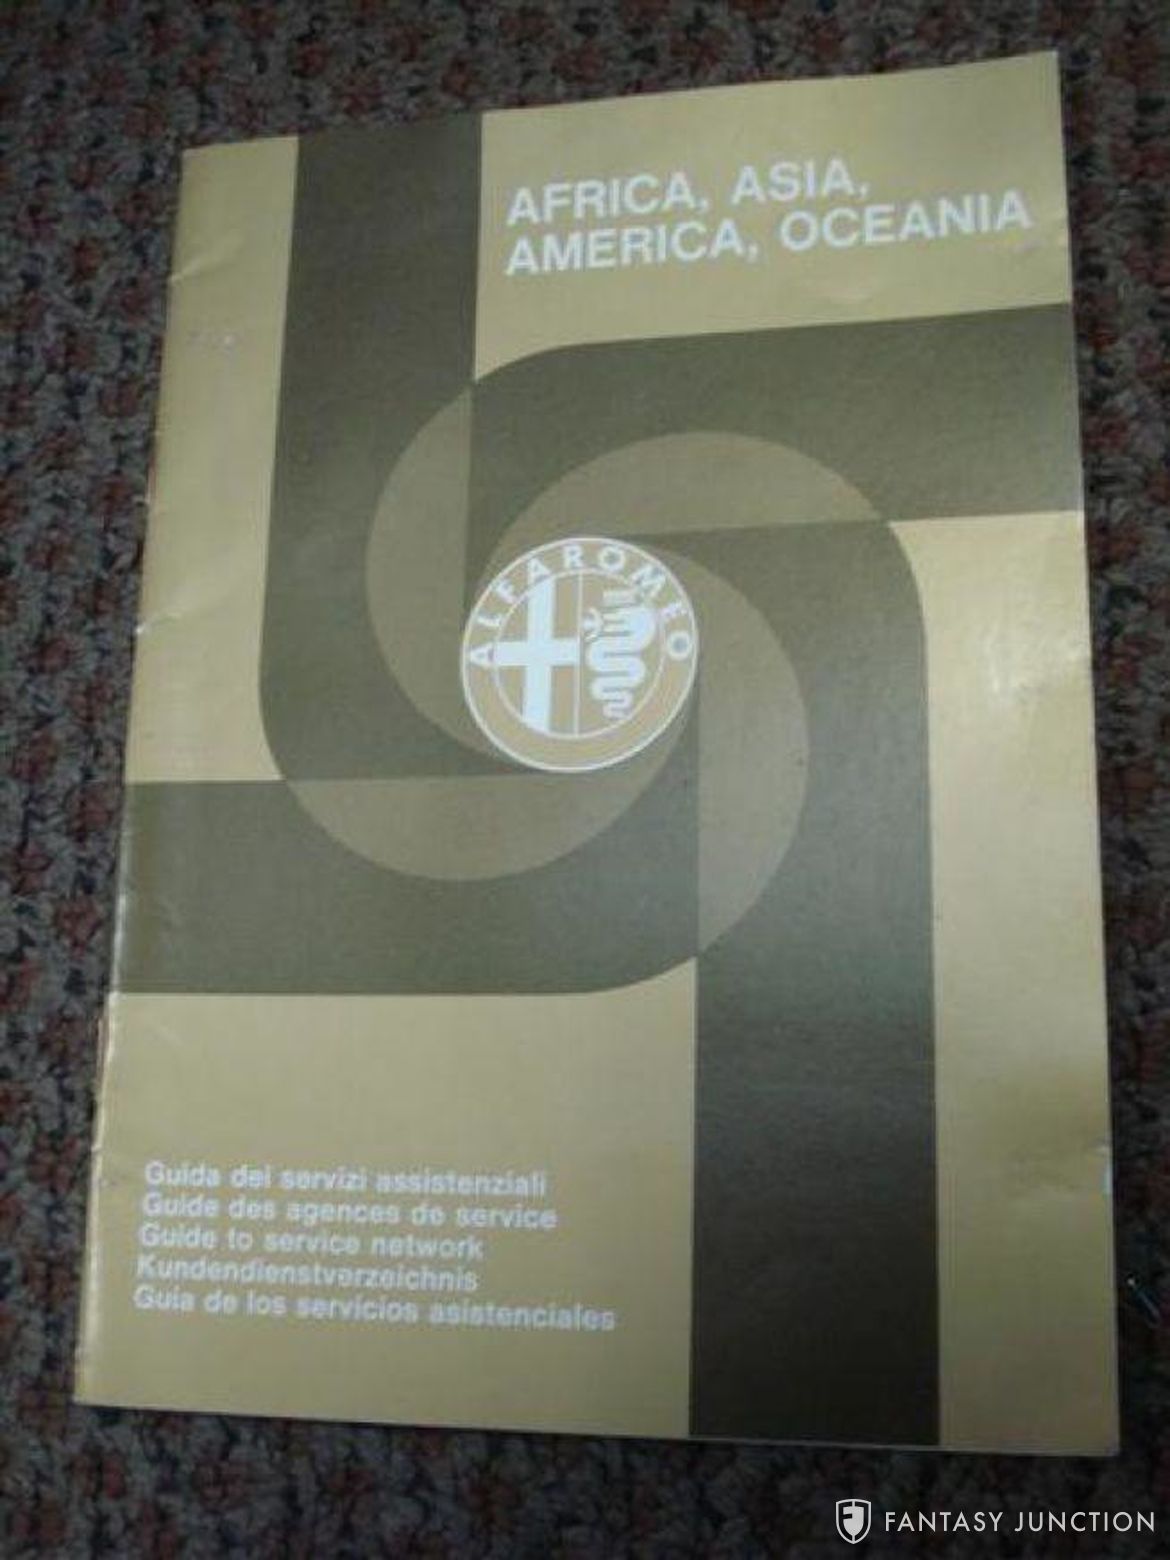 AFRICA, ASIA,
AMERICA, OCEANIA
ALFA ROMEO
Guida dei servizi assistenziali
Guide des agences de service
Guide to service network
Kundendienstverzeichnis
Guia de los servicios asistenciales
FANTASY JUNCTION